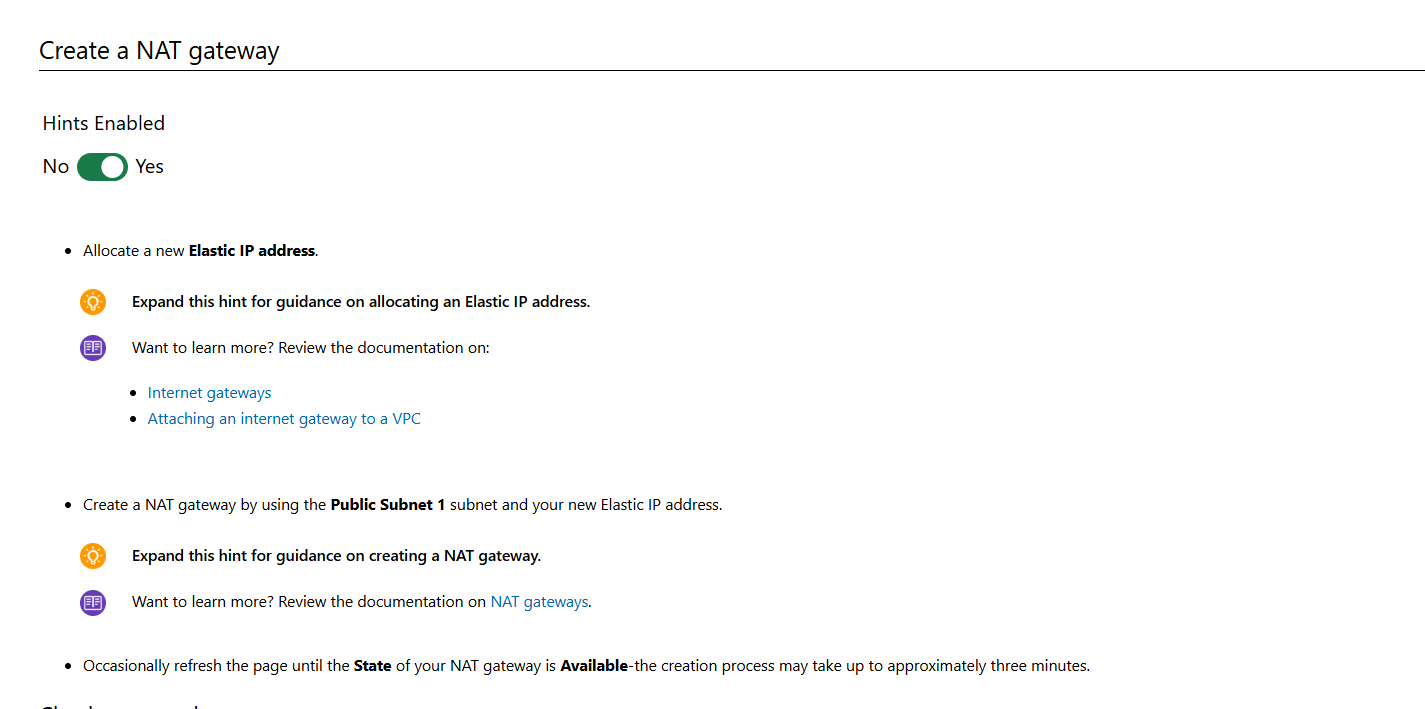 Create a NAT gateway
Hints Enabled
No Yes
Allocate a new Elastic IP address.
Expand this hint for guidance on allocating an Elastic IP address.
Want to learn more? Review the documentation on:
Internet gateways
Attaching an internet gateway to a VPC
Create a NAT gateway by using the Public Subnet 1 subnet and your new Elastic IP address.
Expand this hint for guidance on creating a NAT gateway.
Want to learn more? Review the documentation on NAT gateways.
Occasionally refresh the page until the State of your NAT gateway is Available-the creation process may take up to approximately three minutes.